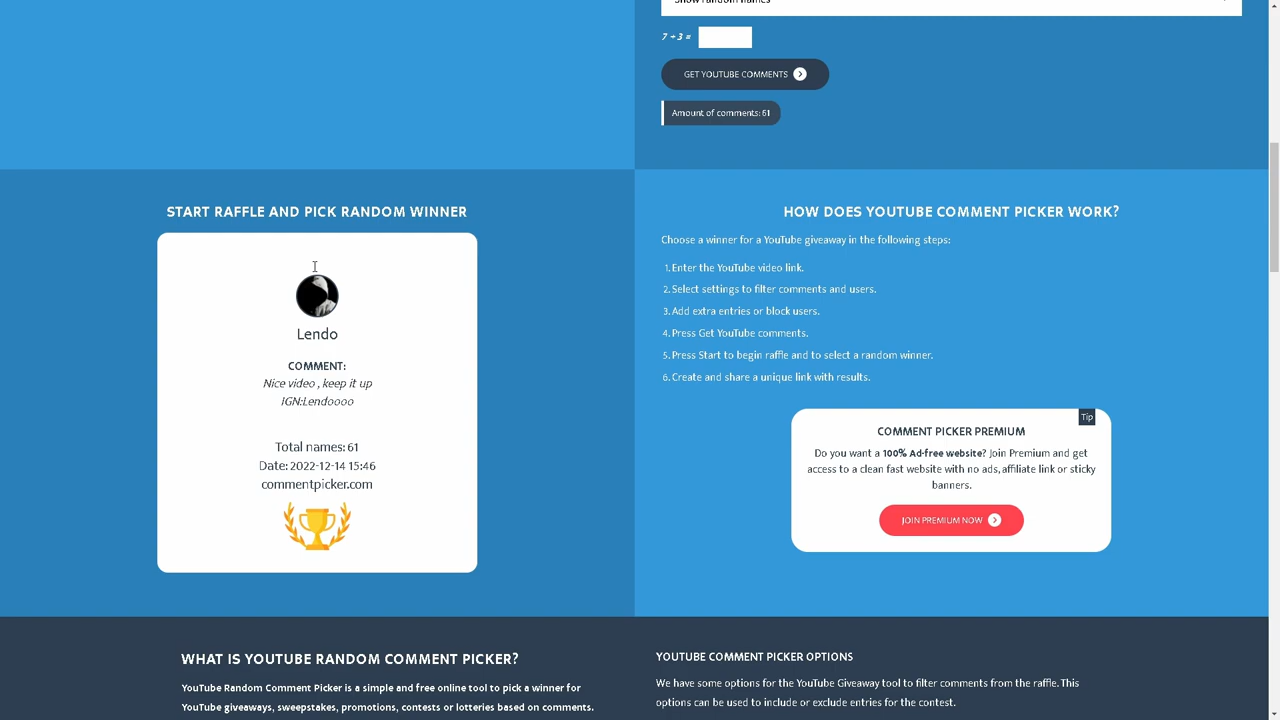 Show random names
7 + 3 =
GET YOUTUBE COMMENTS
Amount of comments: 61
START RAFFLE AND PICK RANDOM WINNER
Lendo
COMMENT:
Nice video , keep it up
IGN:Lendoooo
Total names: 61
Date: 2022-12-14 15:46
commentpicker.com
HOW DOES YOUTUBE COMMENT PICKER WORK?
Choose a winner for a YouTube giveaway in the following steps:
1. Enter the YouTube video link.
2. Select settings to filter comments and users.
3. Add extra entries or block users.
4. Press Get YouTube comments.
5. Press Start to begin raffle and to select a random winner.
6. Create and share a unique link with results.
Tip
COMMENT PICKER PREMIUM
Do you want a 100% Ad-free website? Join Premium and get
access to a clean fast website with no ads, affiliate link or sticky
banners.
JOIN PREMIUM NOW
WHAT IS YOUTUBE RANDOM COMMENT PICKER?
YouTube Random Comment Picker is a simple and free online tool to pick a winner for
YouTube giveaways, sweepstakes, promotions, contests or lotteries based on comments.
YOUTUBE COMMENT PICKER OPTIONS
We have some options for the YouTube Giveaway tool to filter comments from the raffle. This
options can be used to include or exclude entries for the contest.